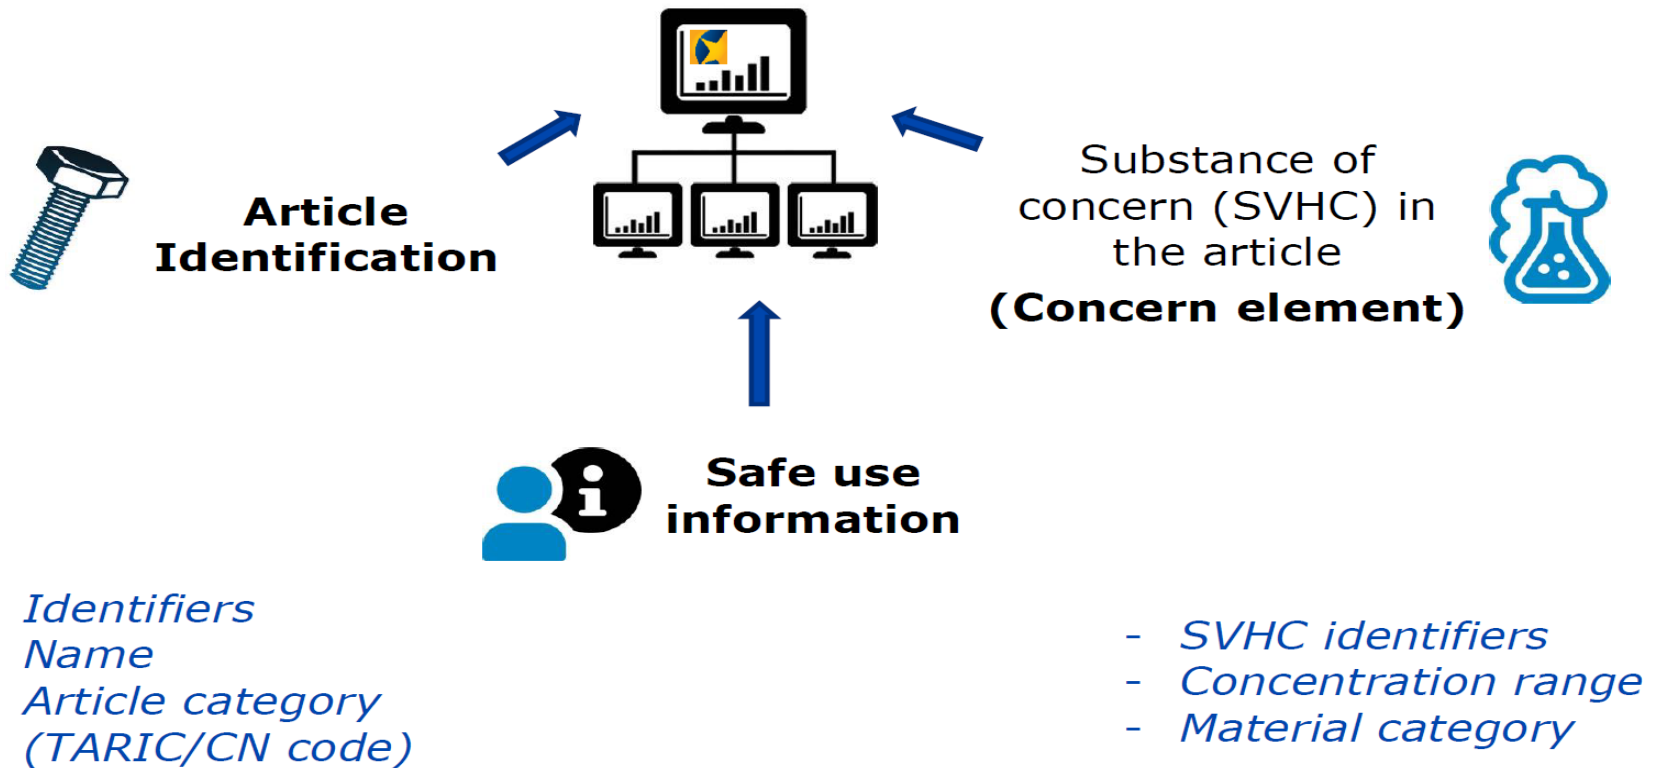 Article
Identification
Substance of
concern (SVHC) in
the article
(Concern element)
Safe use
information
Identifiers
Name
Article category
(TARIC/CN code)
- SVHC identifiers
- Concentration range
- Material category